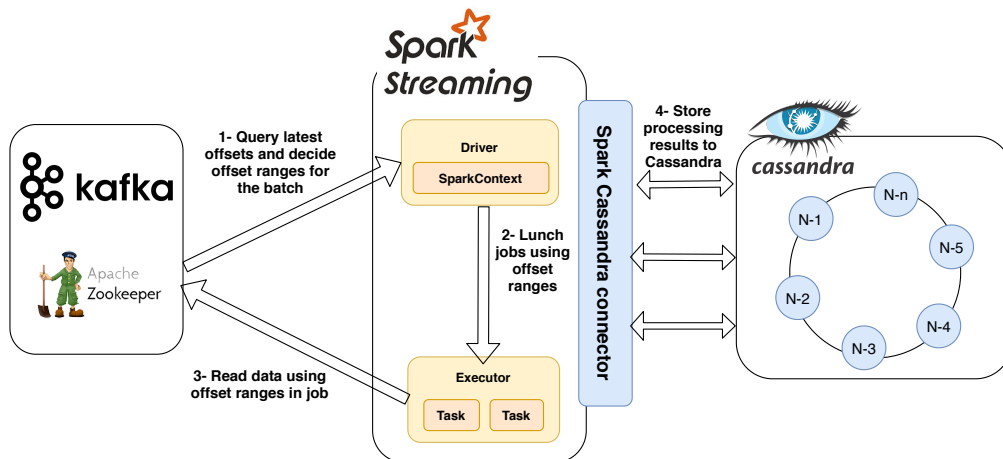 Spark
Streaming
1- Query latest
offsets and decide
offset ranges for
the batch
kafka
Apache
Zookeeper
Driver
SparkContext
2- Lunch
jobs using
offset
ranges
3- Read data using
offset ranges in job
Executor
Task
Task
Spark Cassandra connector
4- Store
processing
results to
Cassandra
cassandra
N-n
N-1
N-5
N-2
N-4
N-3